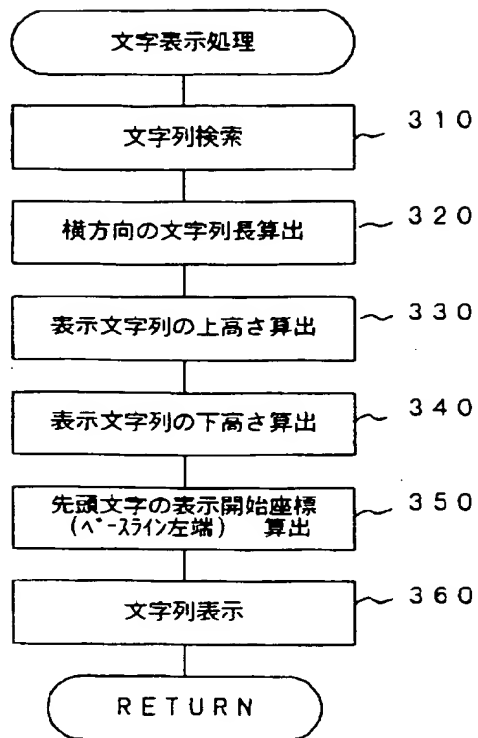 文字表示処理
文字列検索
310
横方向の文字列長算出
320
表示文字列の上高さ算出
330
表示文字列の下高さ算出
340
先頭文字の表示開始座標
(ﾍﾞｰｽﾗｲﾝ左端) 算出
350
文字列表示
360
RETURN